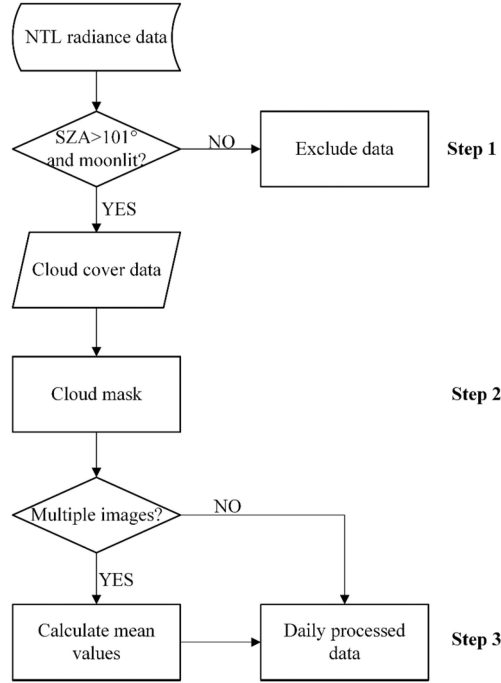 NTL radiance data
SZA>101°
and moonlit?
NO
Exclude data
Step 1
YES
Cloud cover data
Cloud mask
Step 2
Multiple images?
NO
YES
Calculate mean
values
Daily processed
data
Step 3